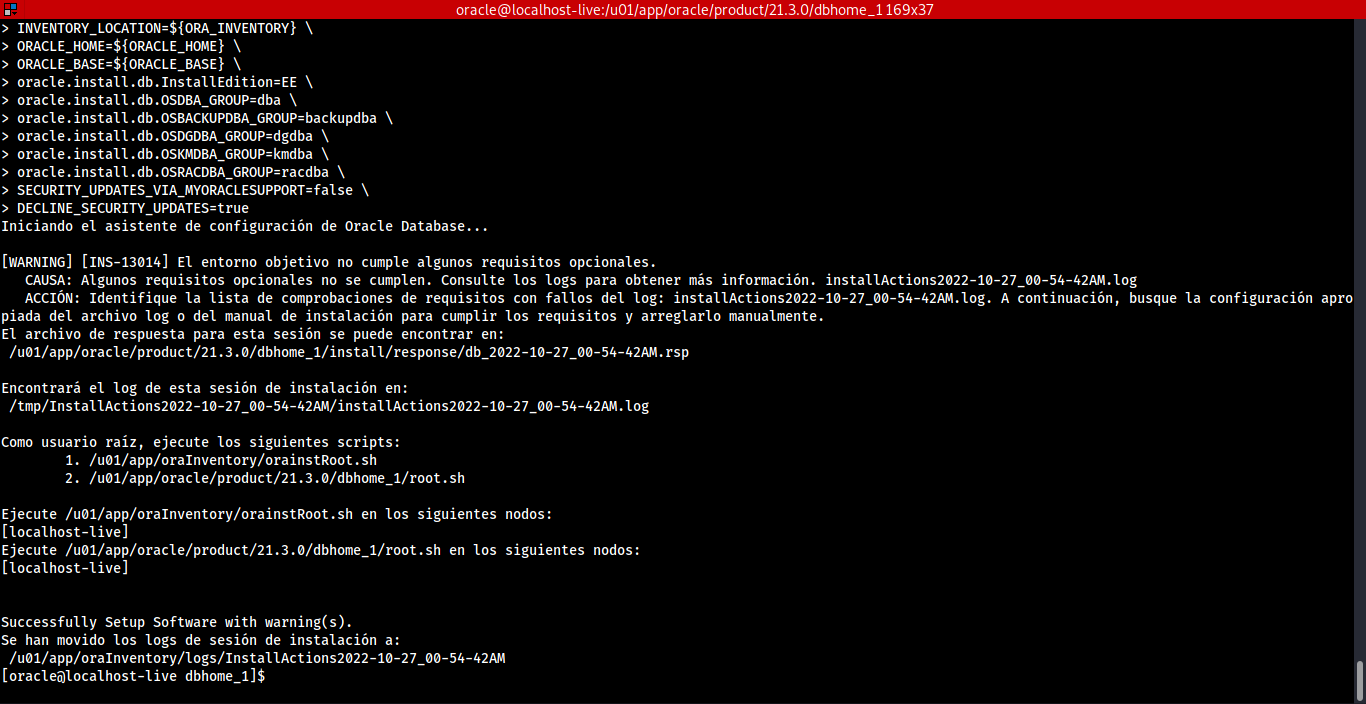 oracle@localhost-live:/u01/app/oracle/product/21.3.0/dbhome_1 169x37
> INVENTORY_LOCATION=${ORA_INVENTORY} \
> ORACLE_HOME=${ORACLE_HOME} \
> ORACLE_BASE=${ORACLE_BASE} \
> oracle.install.db.InstallEdition=EE \
> oracle.install.db.OSDBA_GROUP=dba \
> oracle.install.db.OSBACKUPDBA_GROUP=backupdba \
> oracle.install.db.OSDGDBA_GROUP=dgdba \
> oracle.install.db.OSKMDBA_GROUP=kmdba \
> oracle.install.db.OSRACDBA_GROUP=racdba \
> SECURITY_UPDATES_VIA_MYORACLESUPPORT=false \
> DECLINE_SECURITY_UPDATES=true
Iniciando el asistente de configuración de Oracle Database...
[WARNING] [INS-13014] El entorno objetivo no cumple algunos requisitos opcionales.
CAUSA: Algunos requisitos opcionales no se cumplen. Consulte los logs para obtener más información. installActions2022-10-27_00-54-42AM.log
ACCIÓN: Identifique la lista de comprobaciones de requisitos con fallos del log: installActions2022-10-27_00-54-42AM.log. A continuación, busque la configuración apro
piada del archivo log o del manual de instalación para cumplir los requisitos y arreglarlo manualmente.
El archivo de respuesta para esta sesión se puede encontrar en:
/u01/app/oracle/product/21.3.0/dbhome_1/install/response/db_2022-10-27_00-54-42AM.rsp
Encontrará el log de esta sesión de instalación en:
/tmp/InstallActions2022-10-27_00-54-42AM/installActions2022-10-27_00-54-42AM.log
Como usuario raíz, ejecute los siguientes scripts:
1. /u01/app/oraInventory/orainstRoot.sh
2. /u01/app/oracle/product/21.3.0/dbhome_1/root.sh
Ejecute /u01/app/oraInventory/orainstRoot.sh en los siguientes nodos:
[localhost-live]
Ejecute /u01/app/oracle/product/21.3.0/dbhome_1/root.sh en los siguientes nodos:
[localhost-live]
Successfully Setup Software with warning(s).
Se han movido los logs de sesión de instalación a:
/u01/app/oraInventory/logs/InstallActions2022-10-27_00-54-42AM
[oracle@localhost-live dbhome_1]$